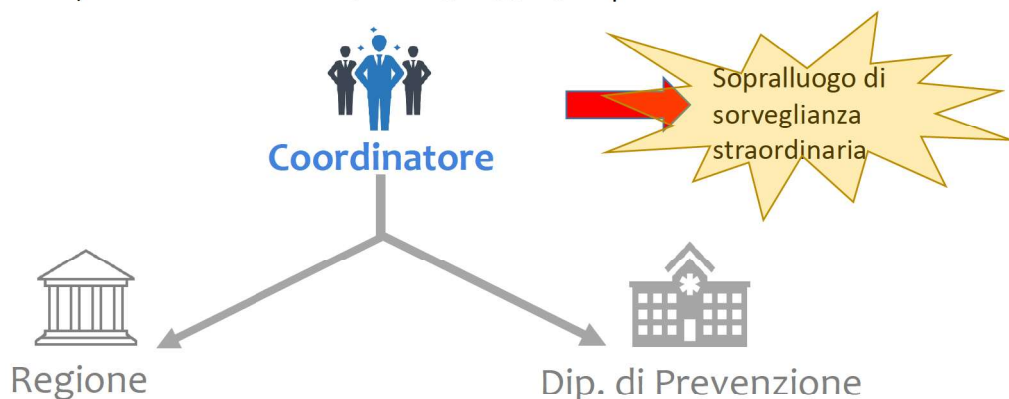 Sopralluogo di
sorveglianza
straordinaria
Coordinatore
Regione
Dip. di Prevenzione